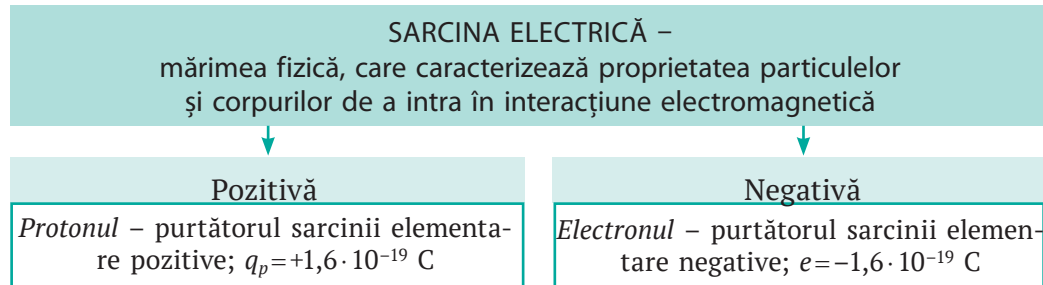 SARCINA ELECTRICĂ –
mărimea fizică, care caracterizează proprietatea particulelor
și corpurilor de a intra în interacțiune electromagnetică
Pozitivă
Protonul – purtătorul sarcinii elementa-
re pozitive; qₚ=+1,6·10⁻¹⁹ C
Negativă
Electronul – purtătorul sarcinii elemen-
tare negative; e=–1,6·10⁻¹⁹ C